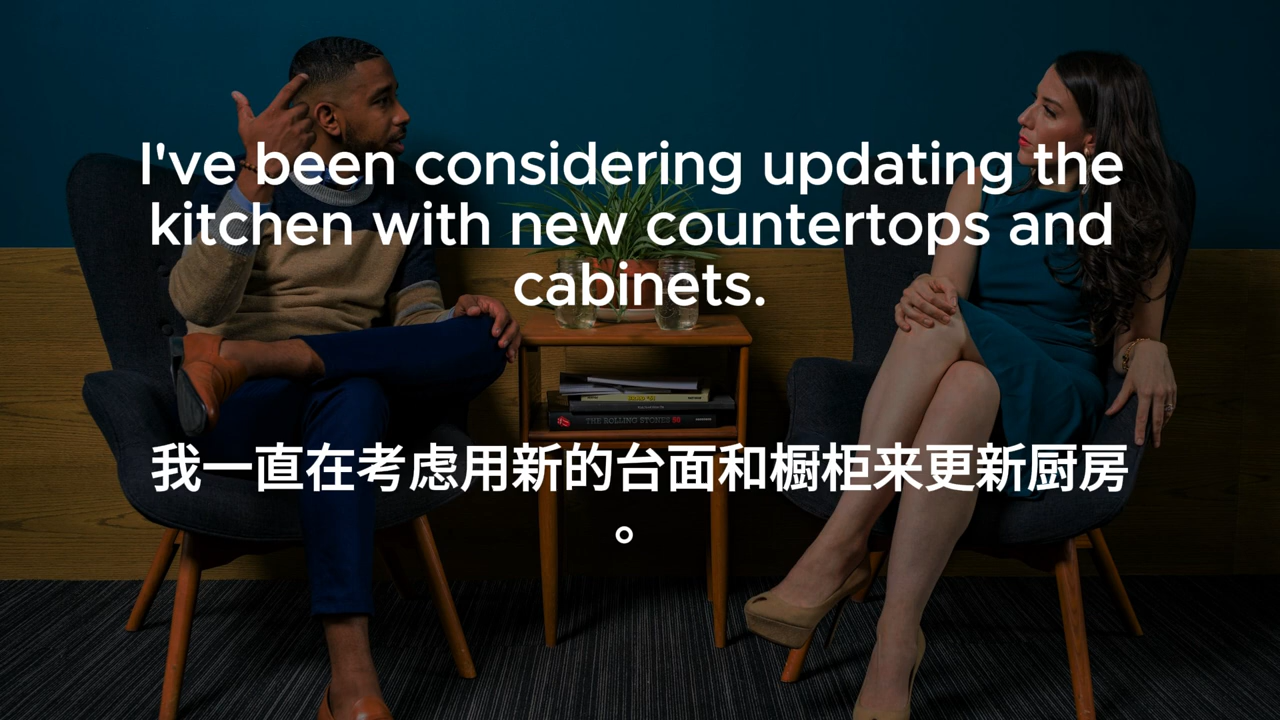 I've been considering updating the
kitchen with new countertops and
cabinets.
THE ROLLING STONES
我一直在考虑用新的台面和橱柜来更新厨房
。